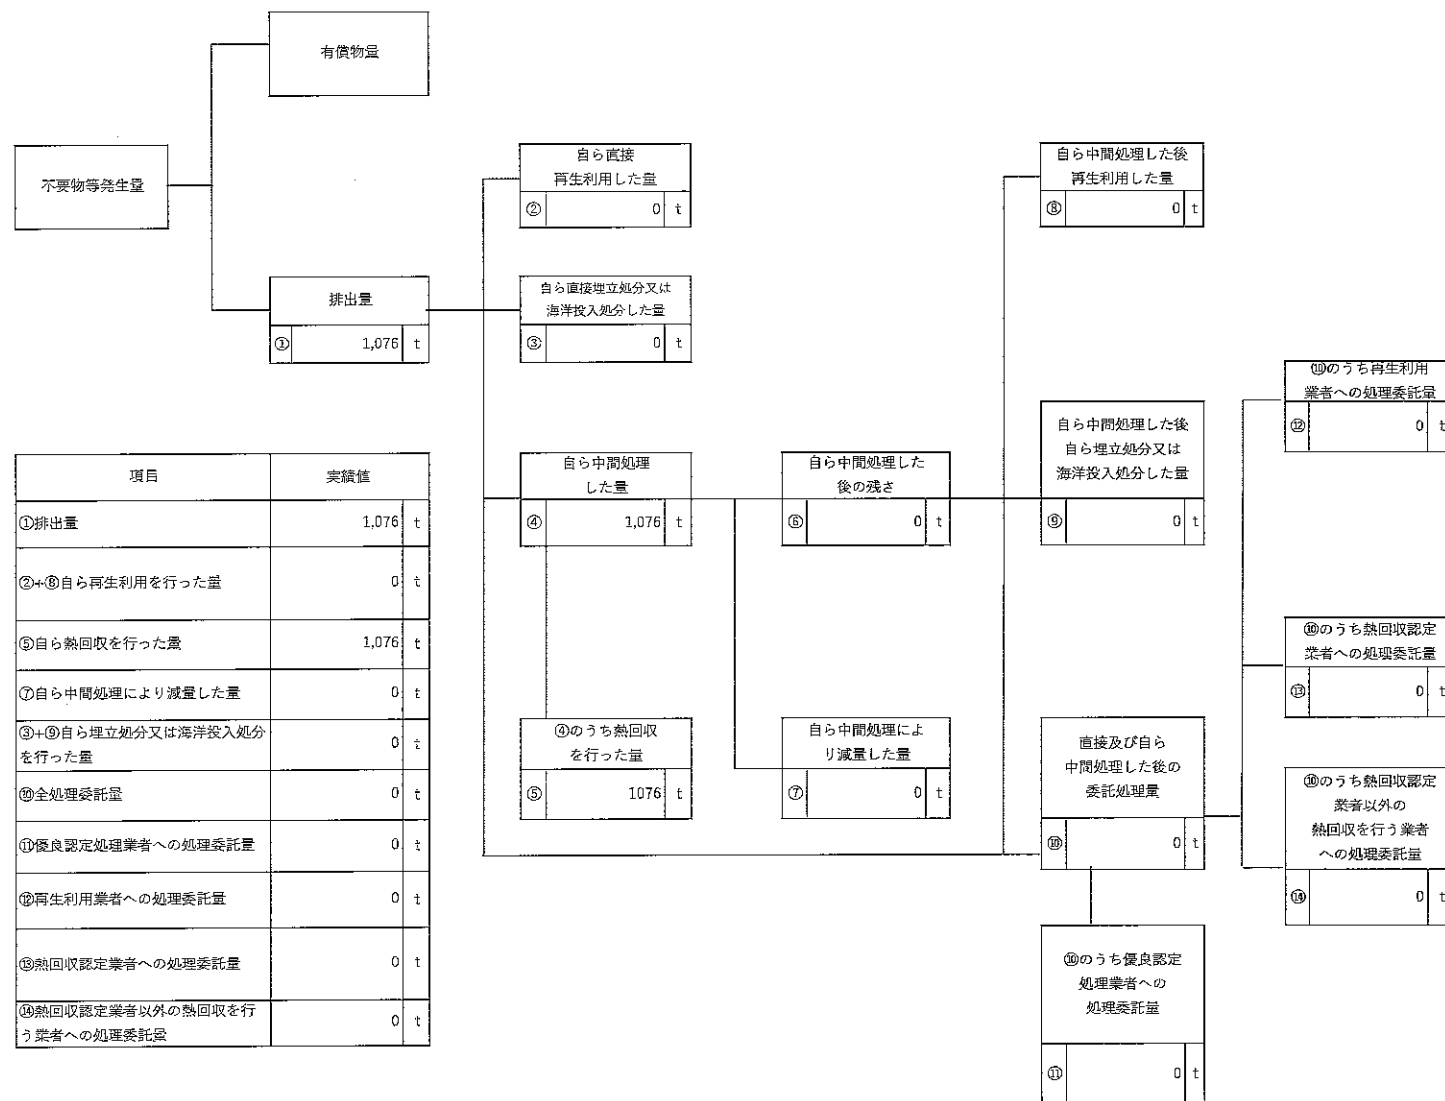 有償物量
不要物等発生量
排出量
① 1,076 t
自ら直接
再生利用した量
② 0 t
自ら直接埋立処分又は
海洋投入処分した量
③ 0 t
自ら中間処理
した量
④ 1,076 t
④のうち熱回収
を行った量
⑤ 1076 t
自ら中間処理した
後の残さ
⑥ 0 t
自ら中間処理によ
り減量した量
⑦ 0 t
自ら中間処理した後
再生利用した量
⑧ 0 t
自ら中間処理した後
自ら埋立処分又は
海洋投入処分した量
⑨ 0 t
直接及び自ら
中間処理した後の
委託処理量
⑩ 0 t
⑩のうち優良認定
処理業者への
処理委託量
⑪ 0 t
⑩のうち再生利用
業者への処理委託量
⑫ 0 t
⑩のうち熱回収認定
業者への処理委託量
⑬ 0 t
⑩のうち熱回収認定
業者以外の
熱回収を行う業者
への処理委託量
⑭ 0 t
項目 実績値
①排出量 1,076 t
②+⑧自ら再生利用を行った量 0 t
⑤自ら熱回収を行った量 1,076 t
⑦自ら中間処理により減量した量 0 t
③+⑨自ら埋立処分又は海洋投入処分
を行った量 0 t
⑩全処理委託量 0 t
⑪優良認定処理業者への処理委託量 0 t
⑫再生利用業者への処理委託量 0 t
⑬熱回収認定業者への処理委託量 0 t
⑭熱回収認定業者以外の熱回収を行
う業者への処理委託量 0 t